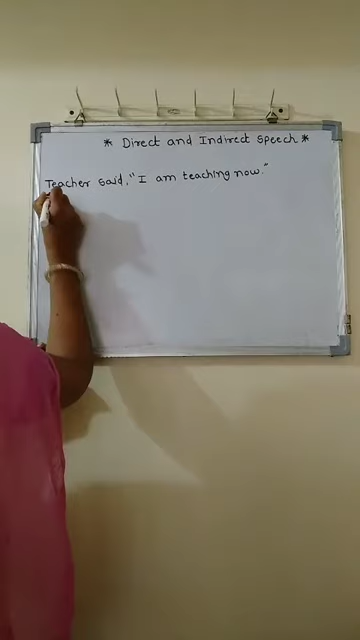 * Direct and Indirect speech *
Teacher said, "I am teaching now."